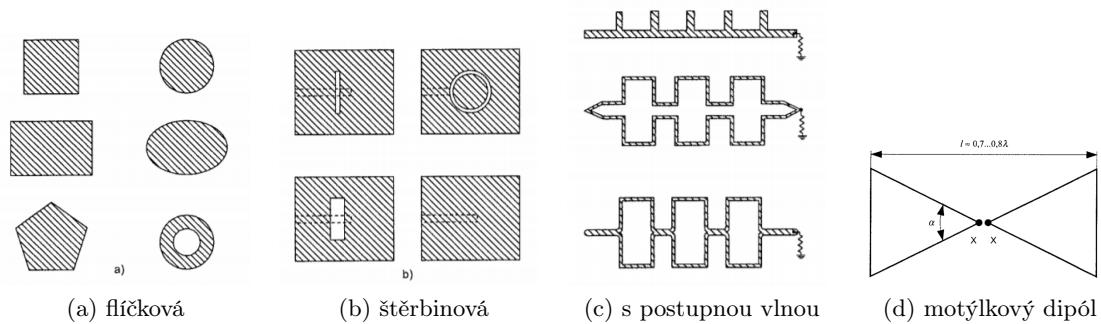 l = 0,7...0,8λ
α
X X
a)
b)
(a) flíčková
(b) štěrbinová
(c) s postupnou vlnou
(d) motýlkový dipól